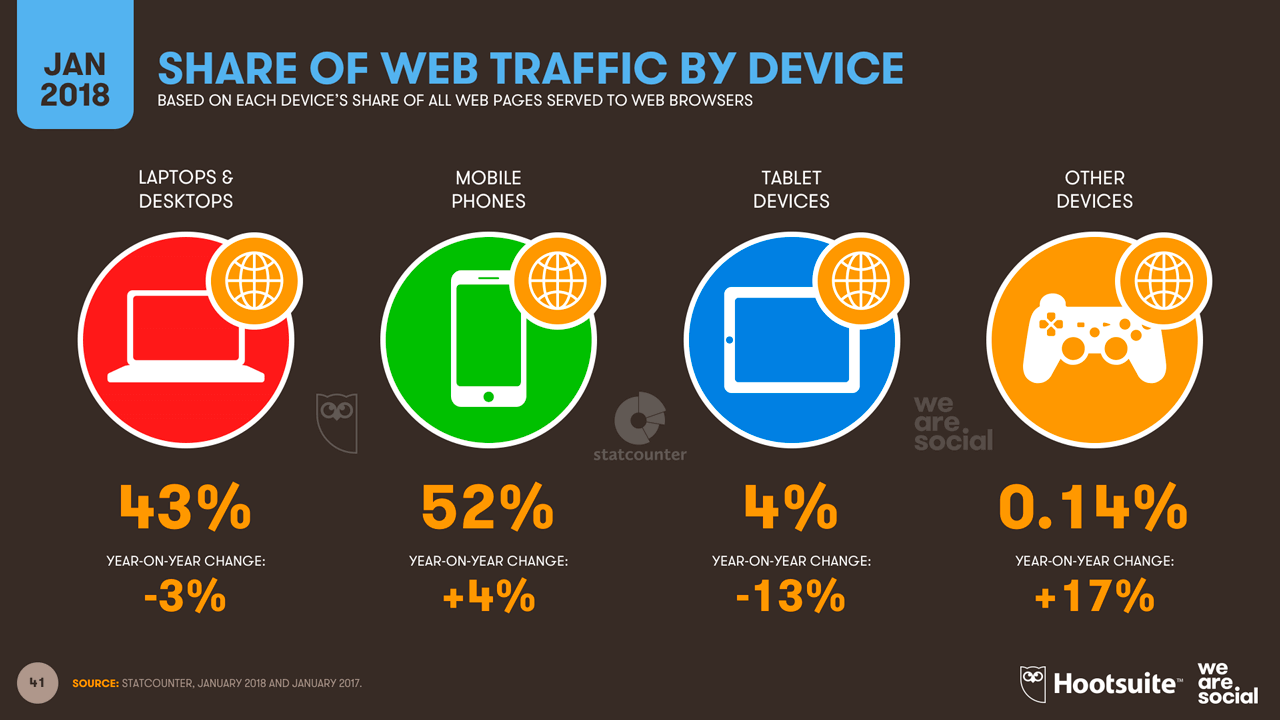 JAN
2018
SHARE OF WEB TRAFFIC BY DEVICE
BASED ON EACH DEVICE'S SHARE OF ALL WEB PAGES SERVED TO WEB BROWSERS
LAPTOPS &
DESKTOPS
MOBILE
PHONES
TABLET
DEVICES
OTHER
DEVICES
statcounter
we
are
social
43%
52%
4%
0.14%
YEAR-ON-YEAR CHANGE:
YEAR-ON-YEAR CHANGE:
YEAR-ON-YEAR CHANGE:
YEAR-ON-YEAR CHANGE:
-3%
+4%
-13%
+17%
41
SOURCE: STATCOUNTER, JANUARY 2018 AND JANUARY 2017.
Hootsuite™
we
are
social